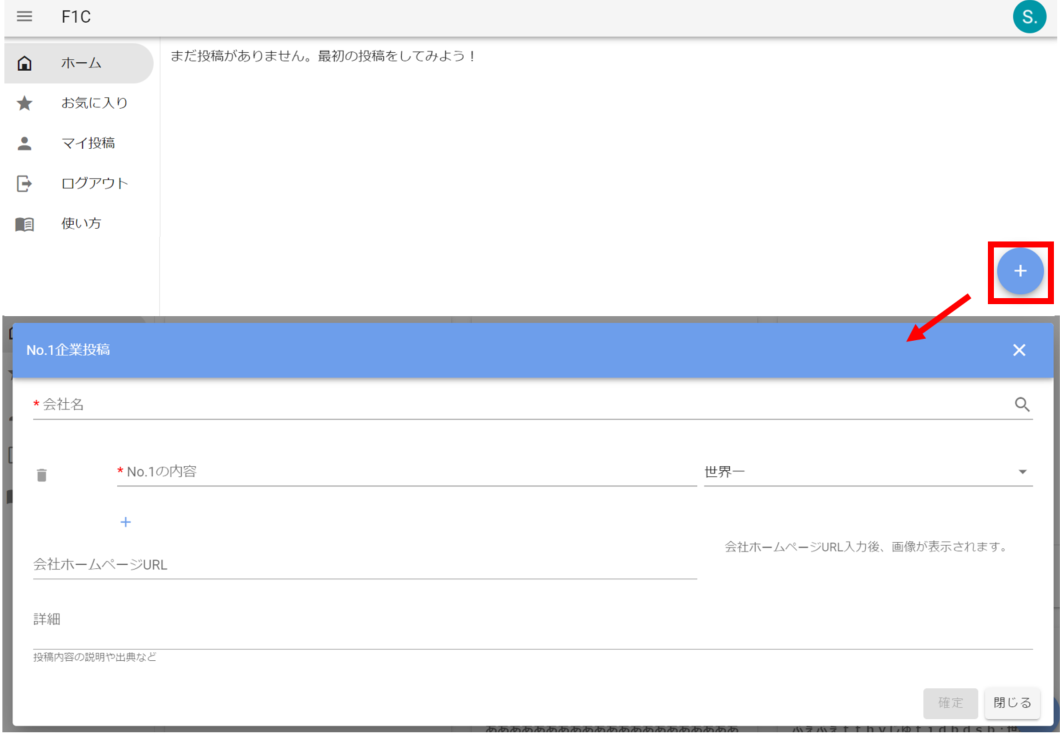 F1C
S.
ホーム
まだ投稿がありません。最初の投稿をしてみよう！
お気に入り
マイ投稿
ログアウト
使い方
+
No.1企業投稿
* 会社名
* No.1の内容
世界一
+
会社ホームページURL入力後、画像が表示されます。
会社ホームページURL
詳細
投稿内容の説明や出典など
確定
閉じる